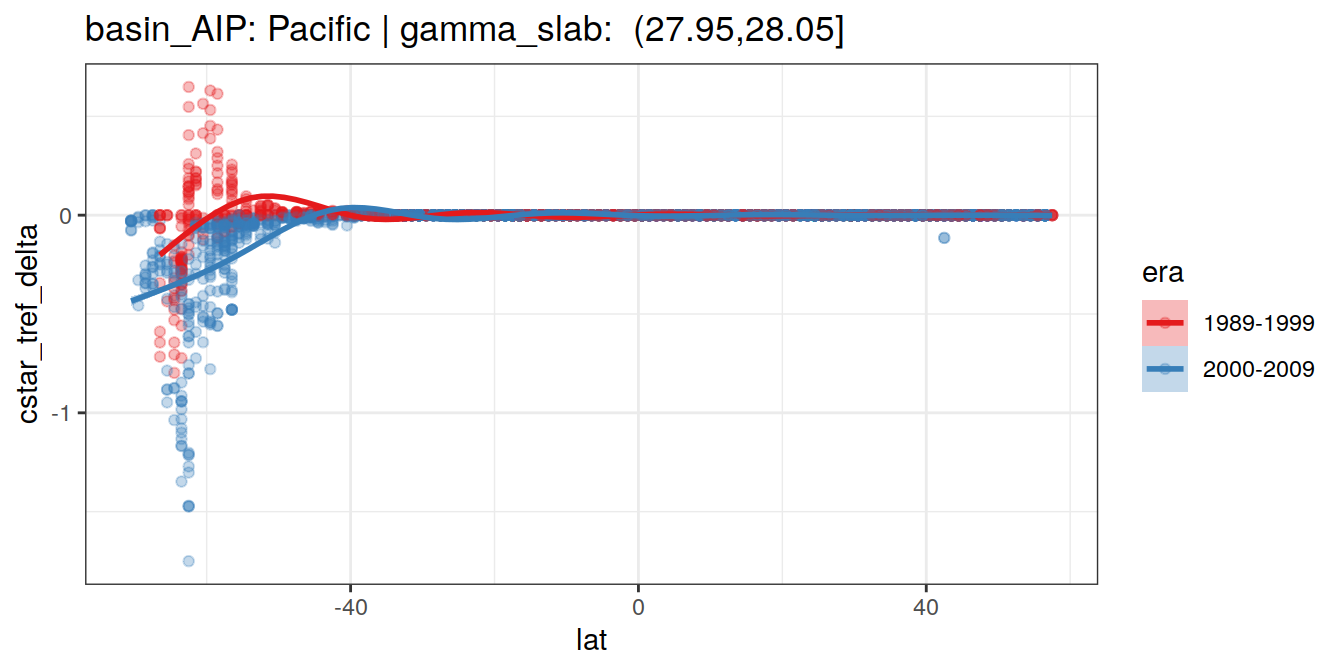 basin_AIP: Pacific | gamma_slab:  (27.95,28.05]
cstar_tref_delta
0
-1
-40
0
40
lat
era
1989-1999
2000-2009